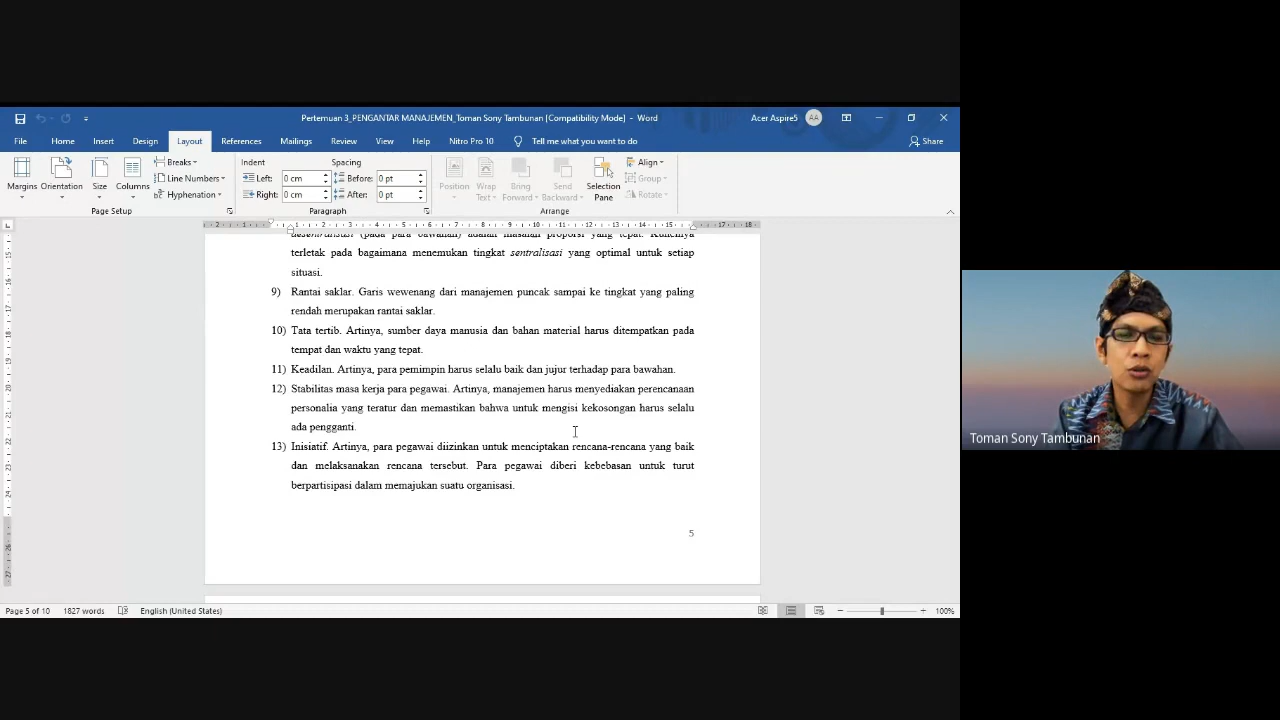 Pertemuan 3_PENGANTAR MANAJEMEN_Toman Sony Tambunan [Compatibility Mode] - Word
Acer Aspire5
AA
File Home Insert Design Layout References Mailings Review View Help Nitro Pro 10 Tell me what you want to do
Share
Margins
Orientation
Size
Columns
Breaks
Line Numbers
Hyphenation
Page Setup
Indent
Left: 0 cm
Right: 0 cm
Spacing
Before: 0 pt
After: 0 pt
Paragraph
Position
Wrap Text
Bring Forward
Send Backward
Selection Pane
Align
Group
Rotate
Arrange
(pada para bawahan) adalah masalah proporsi yang tepat. Kuncinya
terletak pada bagaimana menemukan tingkat sentralisasi yang optimal untuk setiap
situasi.
9) Rantai saklar. Garis wewenang dari manajemen puncak sampai ke tingkat yang paling
rendah merupakan rantai saklar.
10) Tata tertib. Artinya, sumber daya manusia dan bahan material harus ditempatkan pada
tempat dan waktu yang tepat.
11) Keadilan. Artinya, para pemimpin harus selalu baik dan jujur terhadap para bawahan.
12) Stabilitas masa kerja para pegawai. Artinya, manajemen harus menyediakan perencanaan
personalia yang teratur dan memastikan bahwa untuk mengisi kekosongan harus selalu
ada pengganti.
13) Inisiatif. Artinya, para pegawai diizinkan untuk menciptakan rencana-rencana yang baik
dan melaksanakan rencana tersebut. Para pegawai diberi kebebasan untuk turut
berpartisipasi dalam memajukan suatu organisasi.
5
Page 5 of 10 1827 words English (United States)
100%
Toman Sony Tambunan